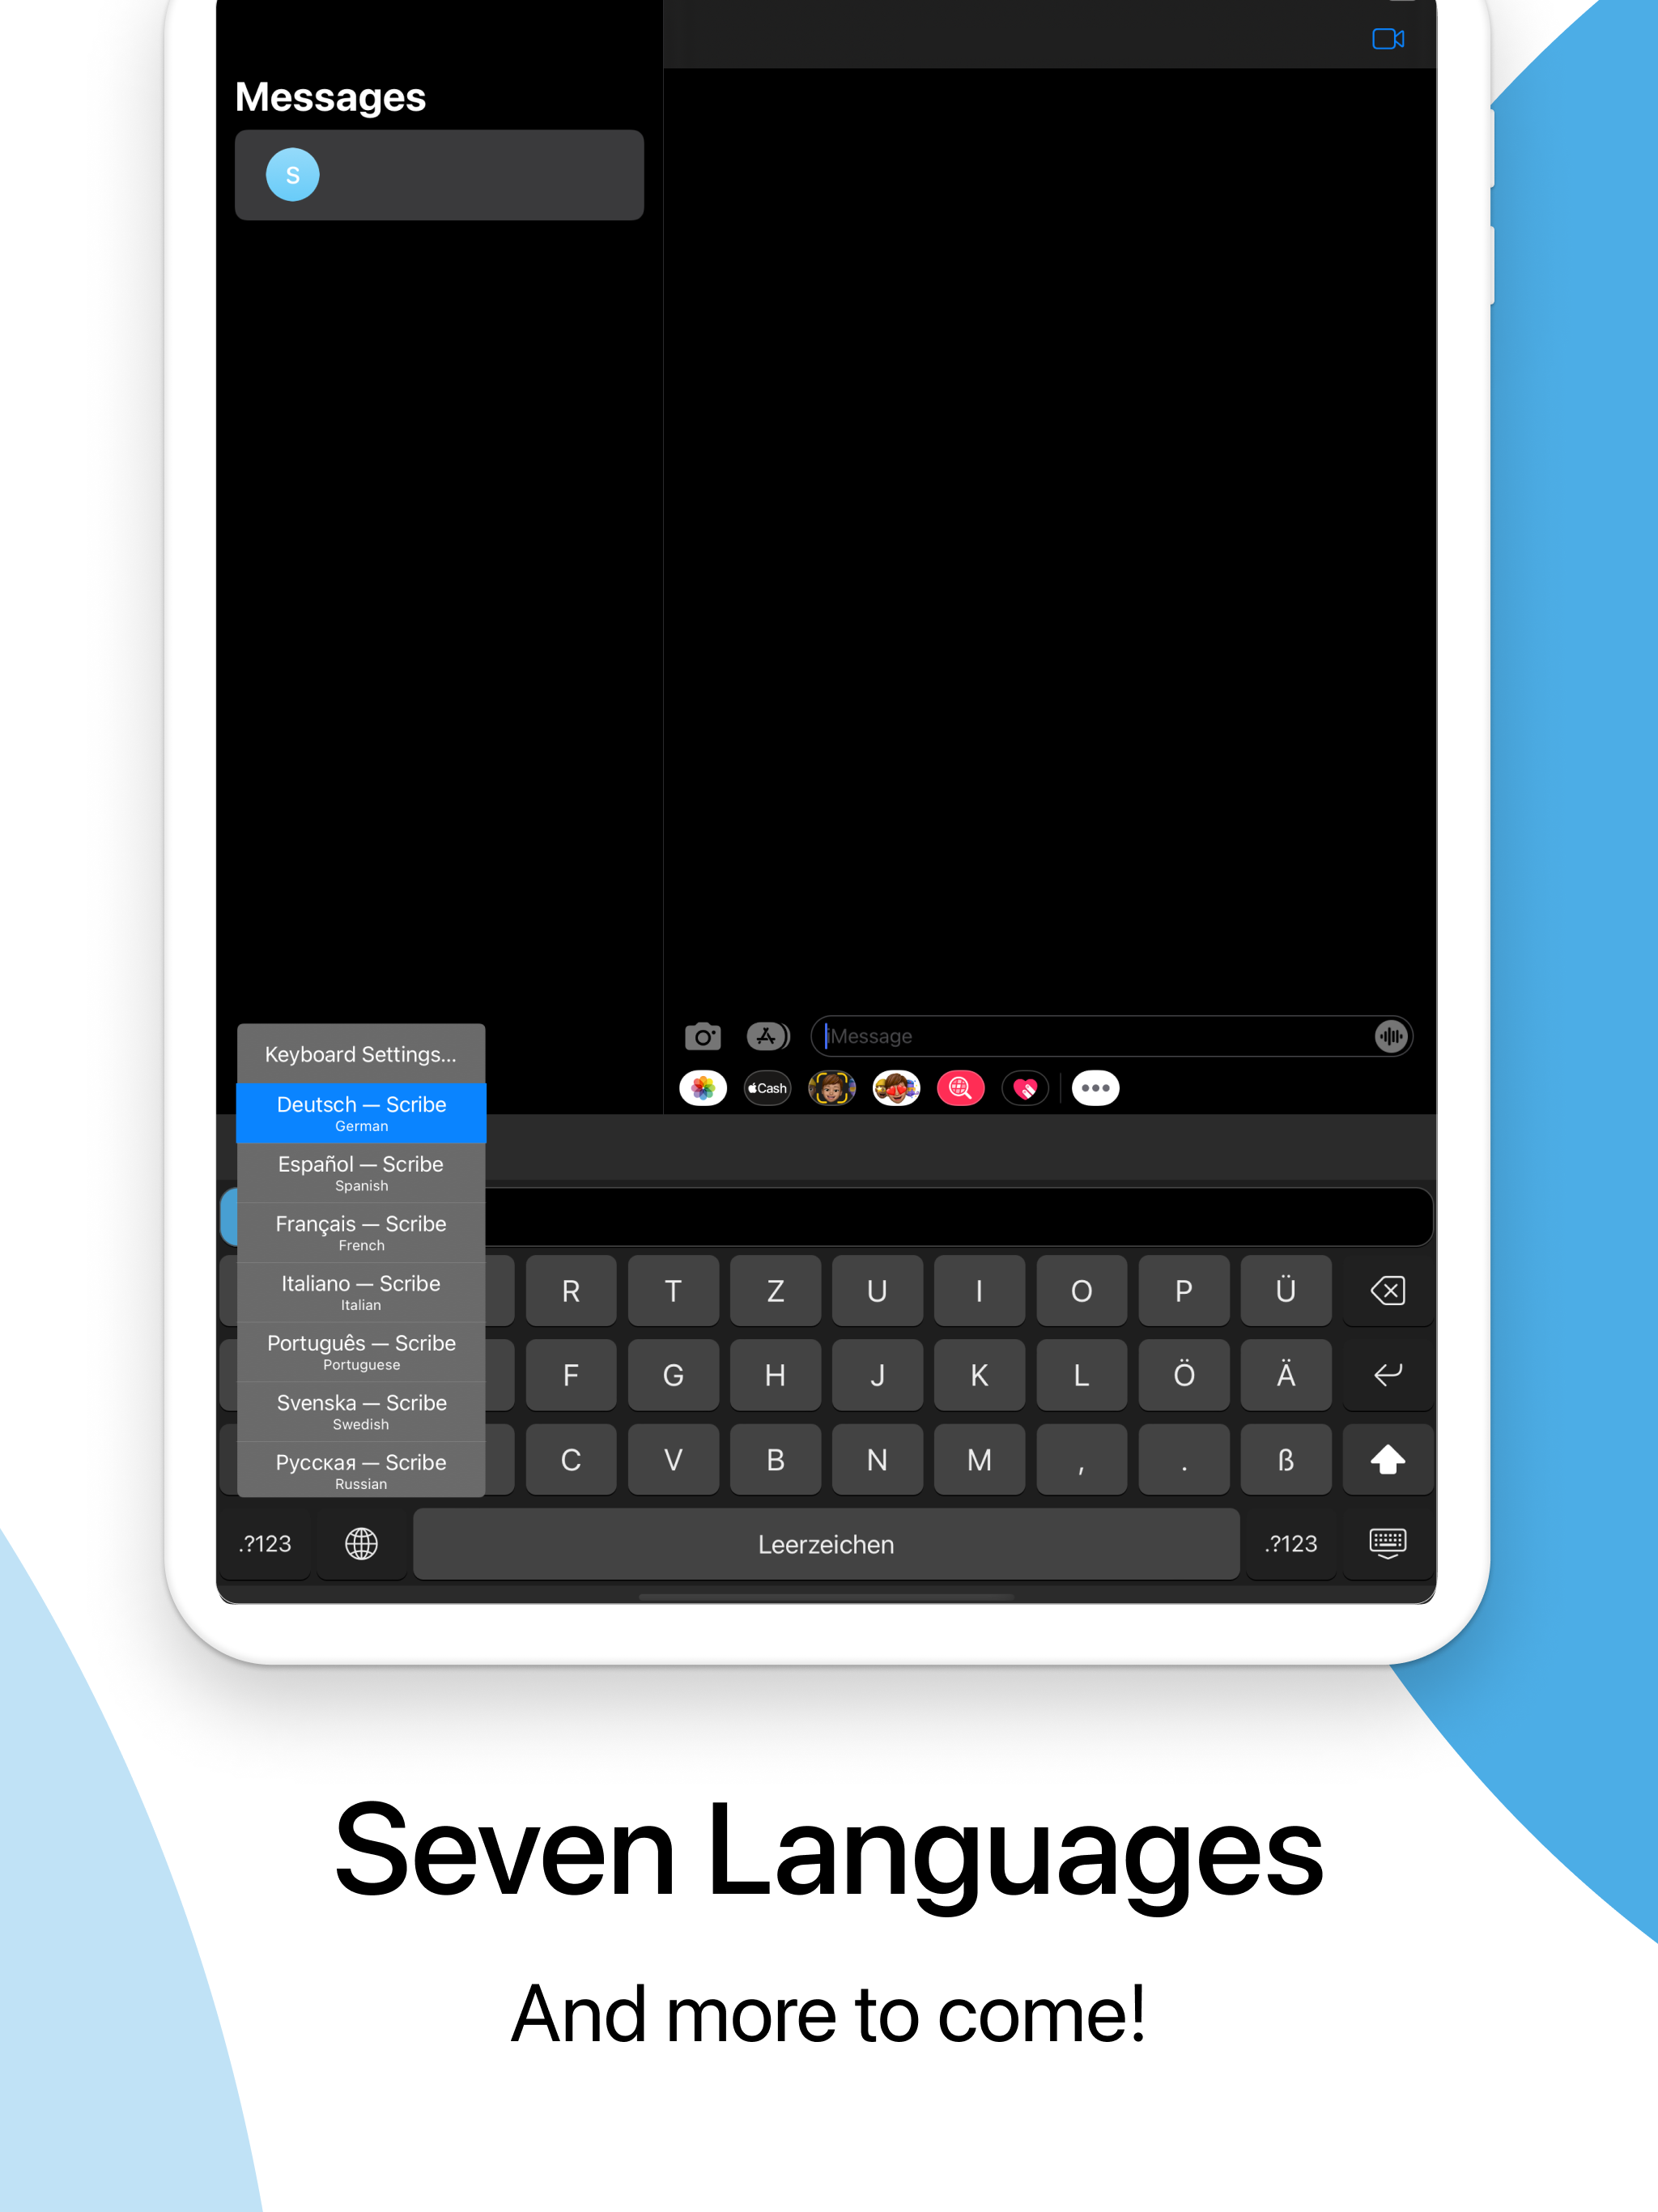 Messages
S
iMessage
Cash
Keyboard Settings...
Deutsch — Scribe
German
Español — Scribe
Spanish
Français — Scribe
French
Italiano — Scribe
Italian
Português — Scribe
Portuguese
Svenska — Scribe
Swedish
Русская — Scribe
Russian
R T Z U I O P Ü
F G H J K L Ö Ä
C V B N M , . ß
.?123 Leerzeichen .?123
Seven Languages
And more to come!